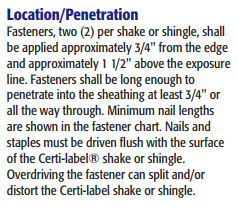 Location/Penetration
Fasteners, two (2) per shake or shingle, shall
be applied approximately 3/4" from the edge
and approximately 1 1/2" above the exposure
line. Fasteners shall be long enough to
penetrate into the sheathing at least 3/4" or
all the way through. Minimum nail lengths
are shown in the fastener chart. Nails and
staples must be driven flush with the surface
of the Certi-label® shake or shingle.
Overdriving the fastener can split and/or
distort the Certi-label shake or shingle.